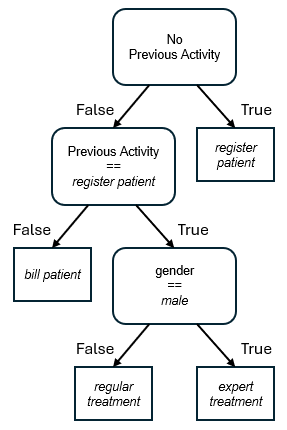 No
Previous Activity
False
True
Previous Activity
==
register patient
register
patient
False
True
bill patient
gender
==
male
False
True
regular
treatment
expert
treatment